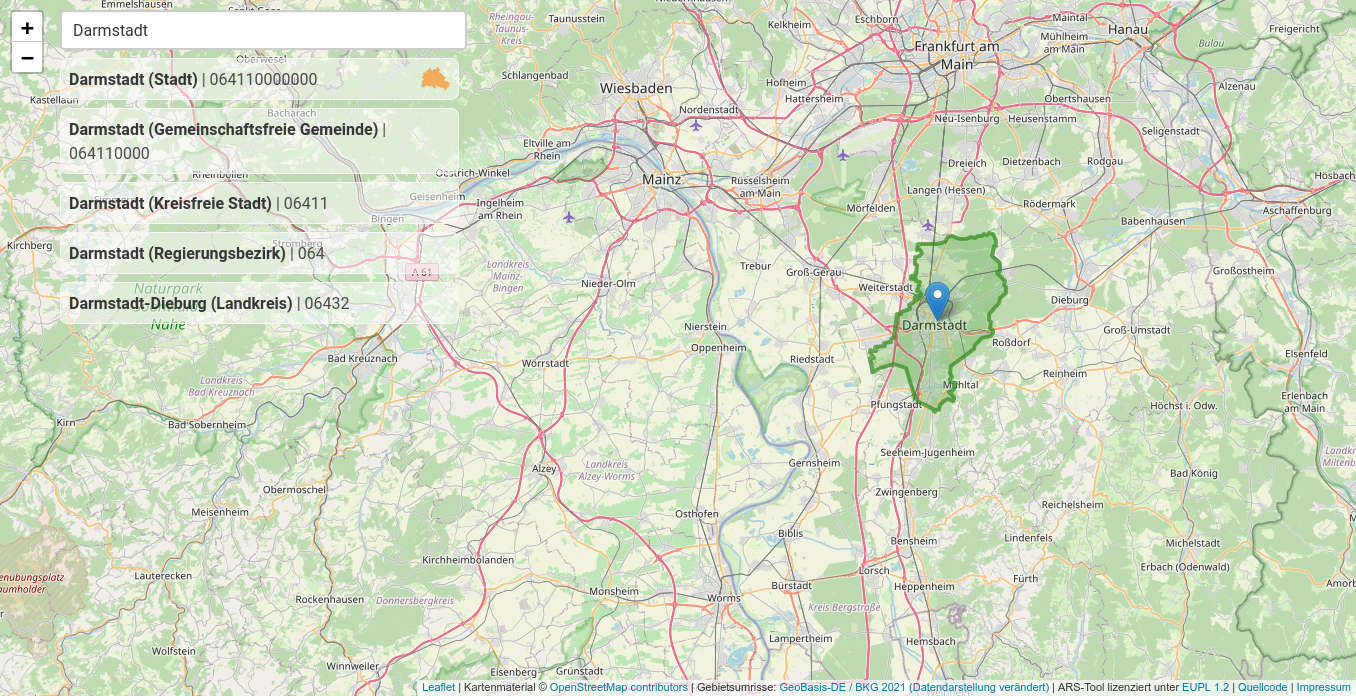 +
−
Darmstadt
Darmstadt (Stadt) | 064110000000
Darmstadt (Gemeinschaftsfreie Gemeinde) |
064110000
Darmstadt (Kreisfreie Stadt) | 06411
Darmstadt (Regierungsbezirk) | 064
Darmstadt-Dieburg (Landkreis) | 06432
Emmelshausen
Sankt Goar
Oberwesel
Kastellaun
Bacharach
Rheinböllen
Oestrich-Winkel
Geisenheim
Bingen
Stromberg
Kirchberg
A 61
Naturpark
Nahe
Rheingau-
Taunus-
Kreis
Taunusstein
Niedernhausen
Kelkheim
Eschborn
Frankfurt am
Main
Maintal
Hanau
Mühlheim
am Main
Bulau
Freigericht
Schlangenbad
Wiesbaden
Hofheim
Hattersheim
Obertshausen
Alzenau
Nordenstadt
Neu-Isenburg
Heusenstamm
Seligenstadt
Eltville am
Rhein
Mainz
Rüsselsheim
am Main
Dreieich
Dietzenbach
Rodgau
Hösbach
Ingelheim
am Rhein
Mörfelden
Langen (Hessen)
Rödermark
Babenhausen
Aschaffenburg
Landkreis
Mainz-
Bingen
Nieder-Olm
Trebur
Groß-Gerau
Weiterstadt
Dieburg
Großostheim
Nierstein
Oppenheim
Darmstadt
Roßdorf
Groß-Umstadt
Elsenfeld
Bad Kreuznach
Wörrstadt
Riedstadt
Reinheim
Mühltal
Landkreis
Bad Kreuznach
Pfungstadt
Höchst i. Odw.
Erlenbach
am Main
Kirn
Bad Sobernheim
Seeheim-Jugenheim
Alzey
Landkreis
Alzey-Worms
Gernsheim
Bad König
Obermoschel
Zwingenberg
Reichelsheim
Meisenheim
Osthofen
Biblis
Bensheim
Lindenfels
Michelstadt
Kirchheimbolanden
Lorsch
Erbach (Odenwald)
Lauterecken
Monsheim
Worms
Bürstadt
Heppenheim
Fürth
Rockenhausen
Donnersbergkreis
Kreis Bergstraße
Lampertheim
Hemsbach
Wolfstein
Winnweiler
Eisenberg
Grünstadt
Leaflet | Kartenmaterial © OpenStreetMap contributors | Gebietsumrisse: GeoBasis-DE / BKG 2021 (Datendarstellung verändert) | ARS-Tool lizenziert unter EUPL 1.2 | Quellcode | Impressum